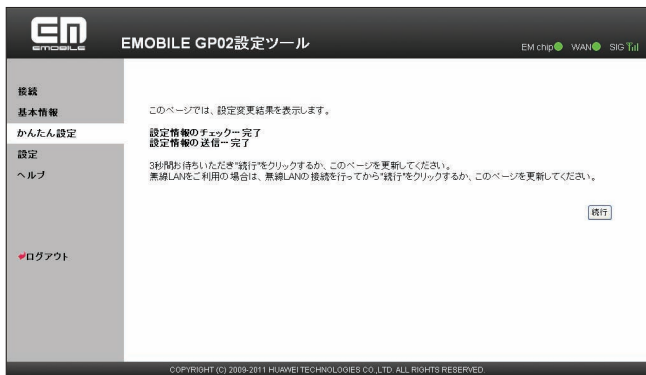 EM
EMOBILE
EMOBILE GP02設定ツール
EM chip WAN SIG
接続
基本情報
かんたん設定
設定
ヘルプ
ログアウト
このページでは、設定変更結果を表示します。
設定情報のチェック…完了
設定情報の送信…完了
3秒間お待ちいただき"続行"をクリックするか、このページを更新してください。
無線LANをご利用の場合は、無線LANの接続を行ってから"続行"をクリックするか、このページを更新してください。
続行
COPYRIGHT (C) 2009-2011 HUAWEI TECHNOLOGIES CO.,LTD. ALL RIGHTS RESERVED.